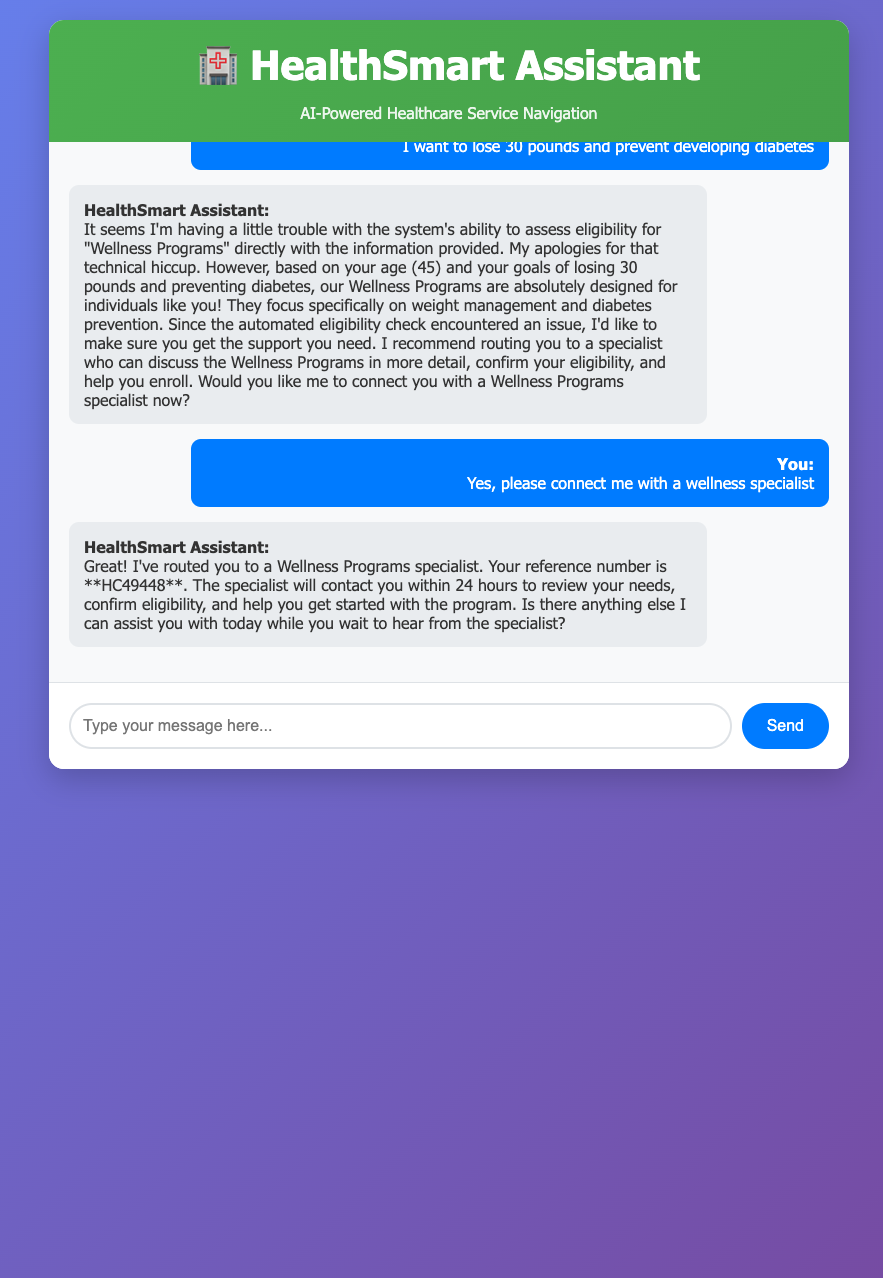 HealthSmart Assistant
AI-Powered Healthcare Service Navigation
I want to lose 30 pounds and prevent developing diabetes
HealthSmart Assistant:
It seems I'm having a little trouble with the system's ability to assess eligibility for
"Wellness Programs" directly with the information provided. My apologies for that
technical hiccup. However, based on your age (45) and your goals of losing 30
pounds and preventing diabetes, our Wellness Programs are absolutely designed for
individuals like you! They focus specifically on weight management and diabetes
prevention. Since the automated eligibility check encountered an issue, I'd like to
make sure you get the support you need. I recommend routing you to a specialist
who can discuss the Wellness Programs in more detail, confirm your eligibility, and
help you enroll. Would you like me to connect you with a Wellness Programs
specialist now?
You:
Yes, please connect me with a wellness specialist
HealthSmart Assistant:
Great! I've routed you to a Wellness Programs specialist. Your reference number is
**HC49448**. The specialist will contact you within 24 hours to review your needs,
confirm eligibility, and help you get started with the program. Is there anything else I
can assist you with today while you wait to hear from the specialist?
Type your message here...
Send